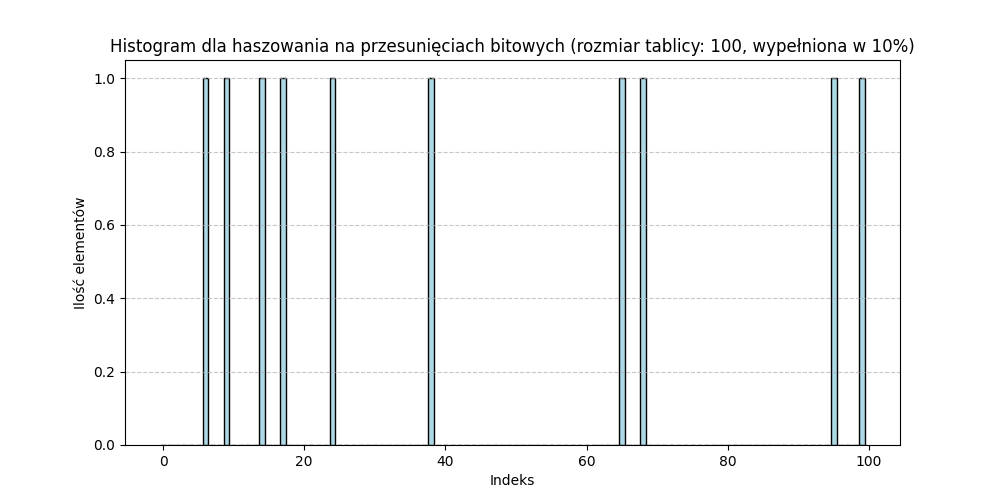 Histogram dla haszowania na przesunięciach bitowych (rozmiar tablicy: 100, wypełniona w 10%)
1.0
0.8
0.6
0.4
0.2
0.0
Ilość elementów
0 20 40 60 80 100
Indeks